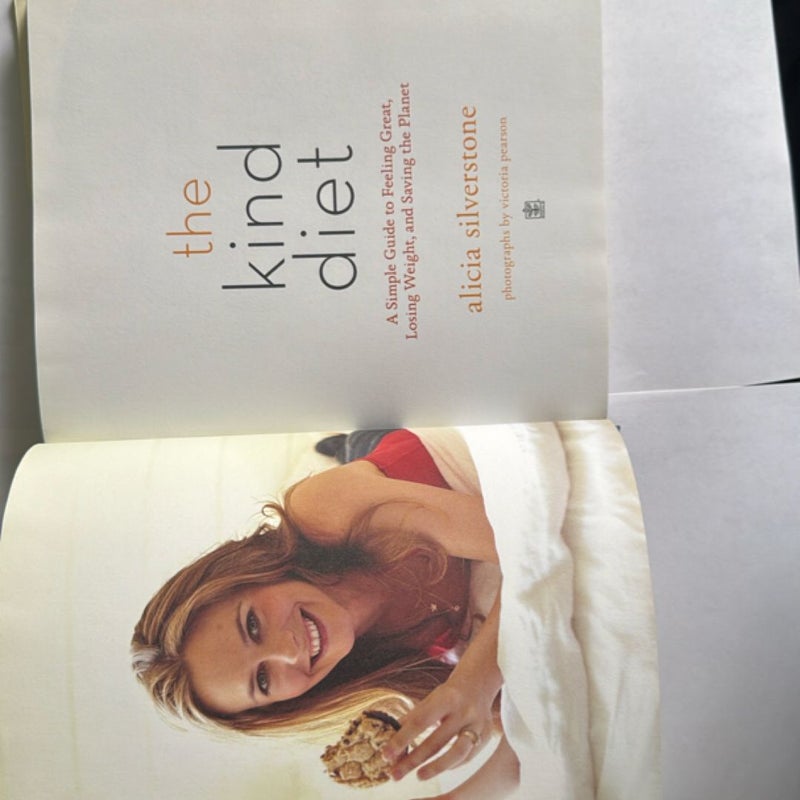 the
kind
diet
A Simple Guide to Feeling Great,
Losing Weight, and Saving the Planet
alicia silverstone
photographs by victoria pearson